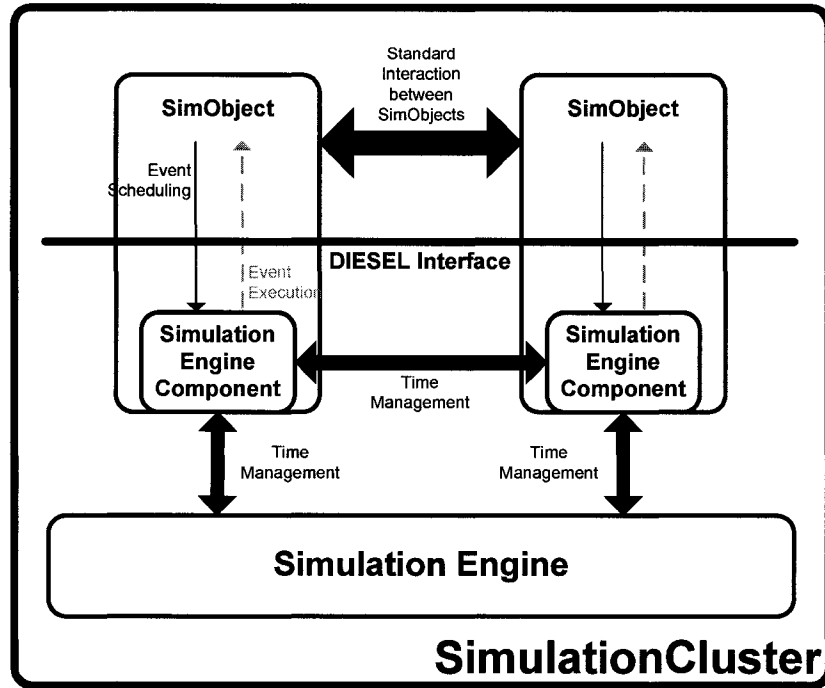 Standard
Interaction
between
SimObjects
SimObject
SimObject
Event
Scheduling
DIESEL Interface
Event
Execution
Simulation
Engine
Component
Simulation
Engine
Component
Time
Management
Time
Management
Time
Management
Simulation Engine
SimulationCluster